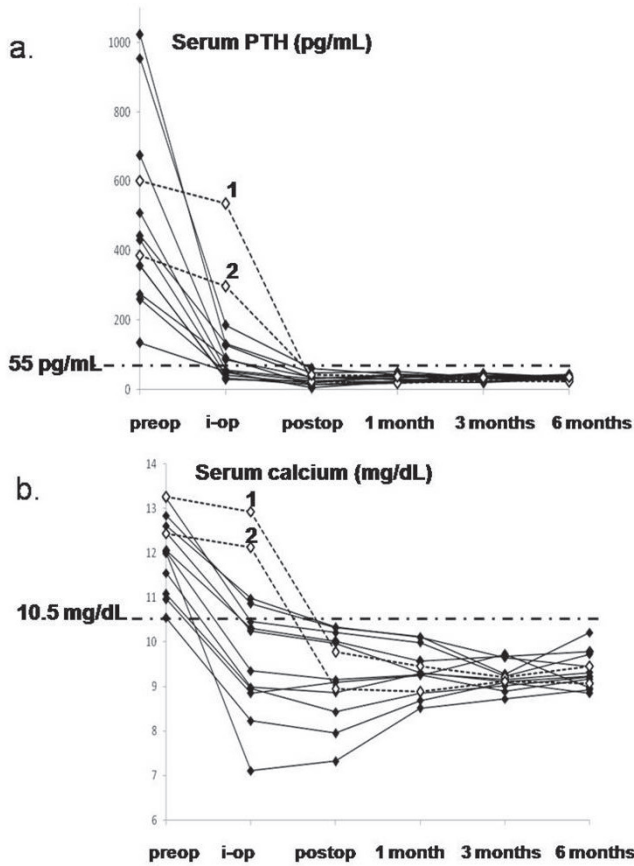 a.
Serum PTH (pg/mL)
1000
800
600
400
200
0
1
2
55 pg/mL
preop i-op postop 1 month 3 months 6 months
b.
Serum calcium (mg/dL)
14
13
12
11
10
9
8
7
6
1
2
10.5 mg/dL
preop i-op postop 1 month 3 months 6 months